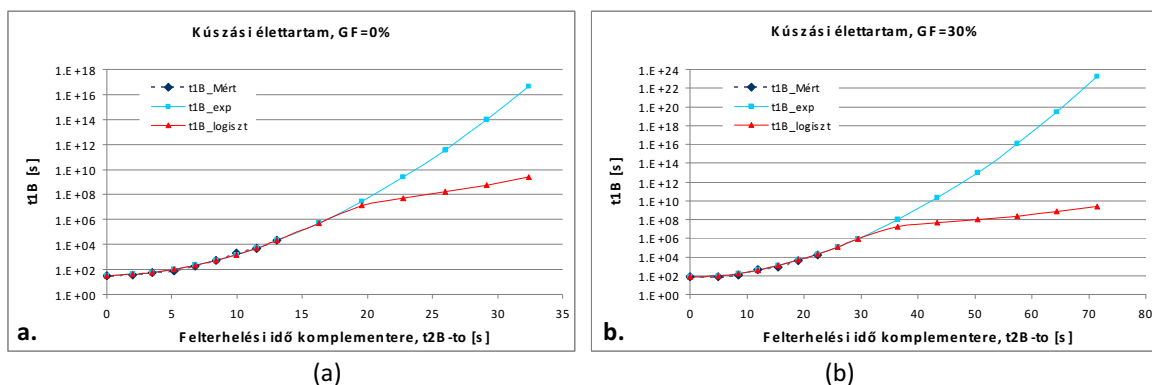 Kúszási élettartam, GF=0%
t1B [s]
1.E+18
1.E+16
1.E+14
1.E+12
1.E+10
1.E+08
1.E+06
1.E+04
1.E+02
1.E+00
t1B_Mért
t1B_exp
t1B_logiszt
0 5 10 15 20 25 30 35
a.
Felterhelési idő komplementere, t2B-to [s]
(a)
Kúszási élettartam, GF=30%
t1B [s]
1.E+24
1.E+22
1.E+20
1.E+18
1.E+16
1.E+14
1.E+12
1.E+10
1.E+08
1.E+06
1.E+04
1.E+02
1.E+00
t1B_Mért
t1B_exp
t1B_logiszt
0 10 20 30 40 50 60 70 80
b.
Felterhelési idő komplementere, t2B-to [s]
(b)